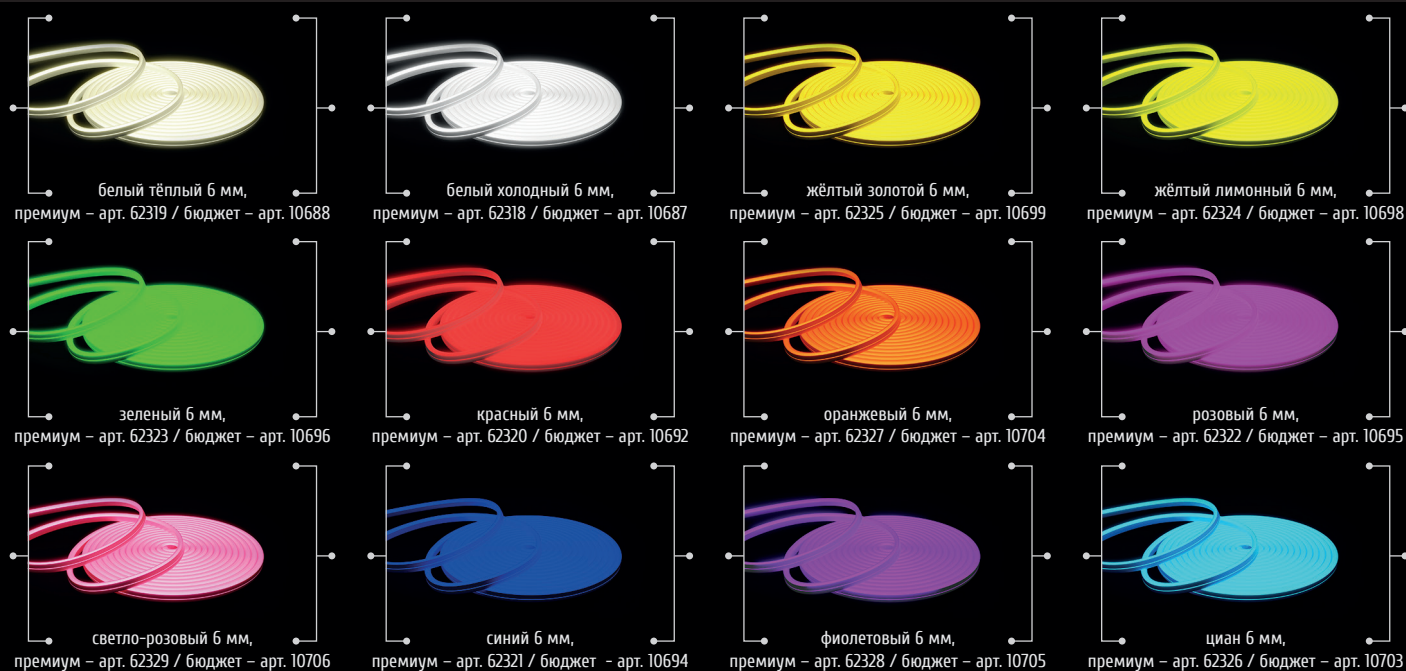 белый тёплый 6 мм,
премиум – арт. 62319 / бюджет – арт. 10688
белый холодный 6 мм,
премиум – арт. 62318 / бюджет – арт. 10687
жёлтый золотой 6 мм,
премиум – арт. 62325 / бюджет – арт. 10699
жёлтый лимонный 6 мм,
премиум – арт. 62324 / бюджет – арт. 10698
зеленый 6 мм,
премиум – арт. 62323 / бюджет – арт. 10696
красный 6 мм,
премиум – арт. 62320 / бюджет – арт. 10692
оранжевый 6 мм,
премиум – арт. 62327 / бюджет – арт. 10704
розовый 6 мм,
премиум – арт. 62322 / бюджет – арт. 10695
светло-розовый 6 мм,
премиум – арт. 62329 / бюджет – арт. 10706
синий 6 мм,
премиум – арт. 62321 / бюджет - арт. 10694
фиолетовый 6 мм,
премиум – арт. 62328 / бюджет – арт. 10705
циан 6 мм,
премиум – арт. 62326 / бюджет – арт. 10703